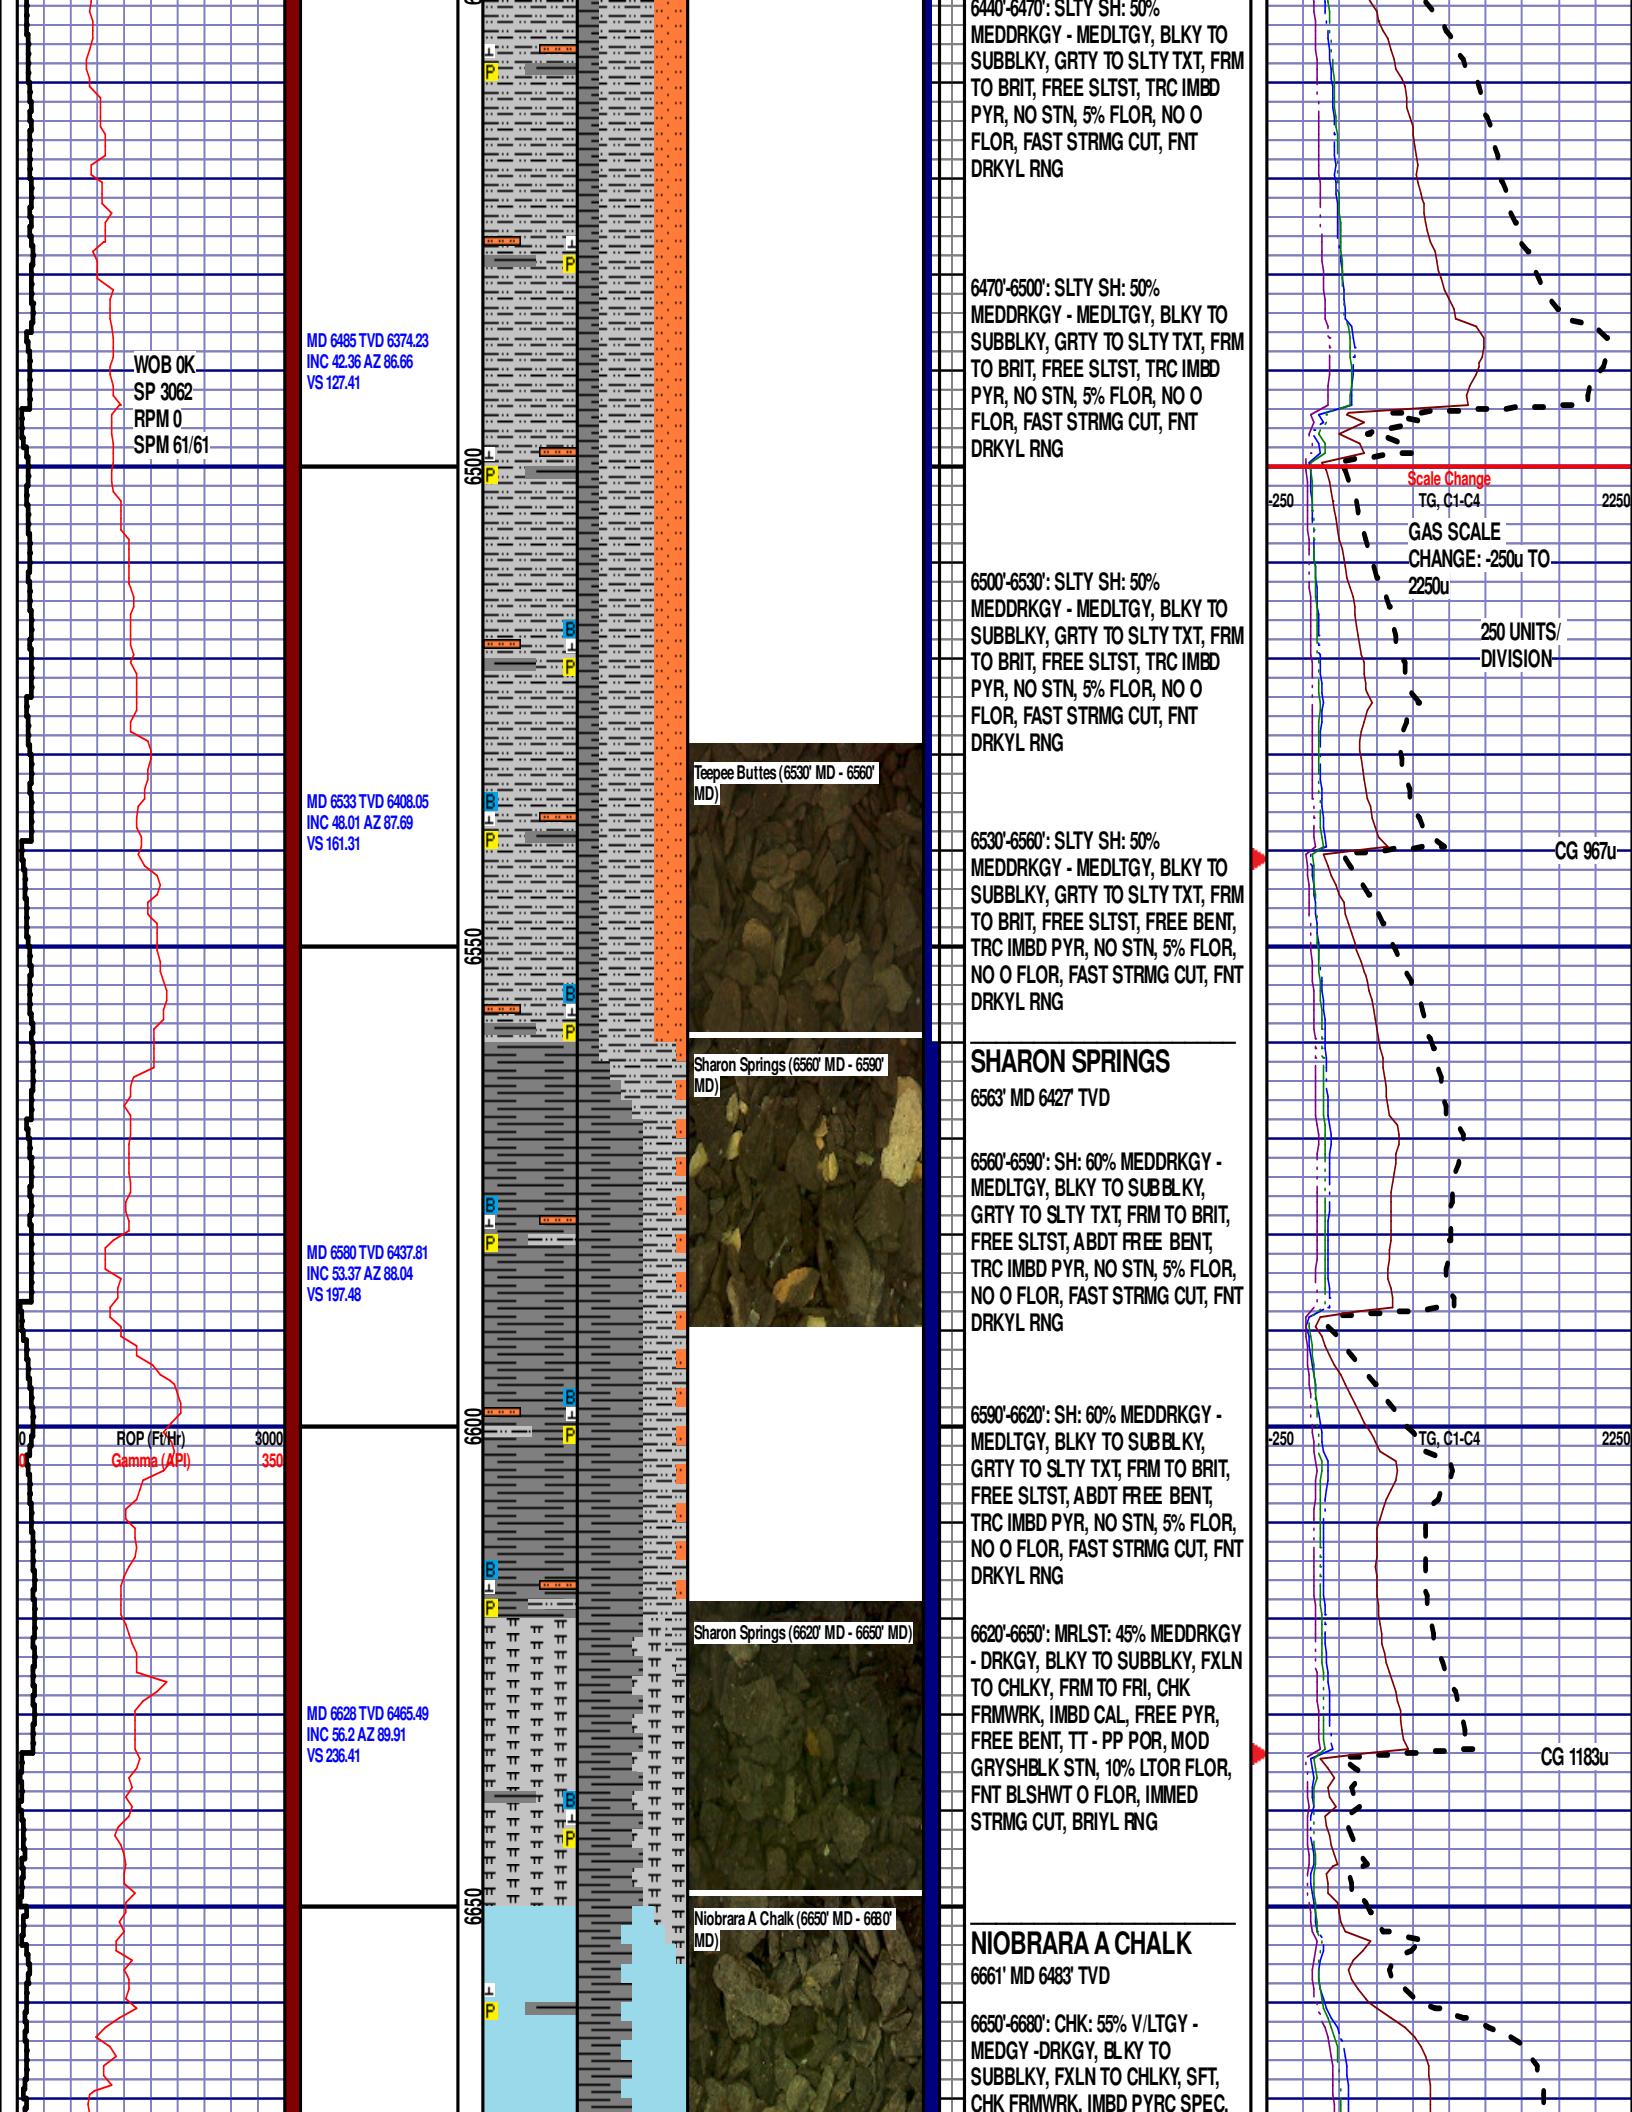 6440'-6470': SLTY SH: 50%
MEDDRKGY - MEDLTGY, BLKY TO
SUBBLKY, GRTY TO SLTY TXT, FRM
TO BRIT, FREE SLTST, TRC IMBD
PYR, NO STN, 5% FLOR, NO O
FLOR, FAST STRMG CUT, FNT
DRKYL RNG
6470'-6500': SLTY SH: 50%
MEDDRKGY - MEDLTGY, BLKY TO
SUBBLKY, GRTY TO SLTY TXT, FRM
TO BRIT, FREE SLTST, TRC IMBD
PYR, NO STN, 5% FLOR, NO O
FLOR, FAST STRMG CUT, FNT
DRKYL RNG
MD 6485 TVD 6374.23
INC 42.36 AZ 86.66
VS 127.41
WOB 0K
SP 3062
RPM 0
SPM 61/61
6500
Scale Change
-250 TG, C1-C4 2250
GAS SCALE
CHANGE: -250u TO
2250u
250 UNITS/
DIVISION
6500'-6530': SLTY SH: 50%
MEDDRKGY - MEDLTGY, BLKY TO
SUBBLKY, GRTY TO SLTY TXT, FRM
TO BRIT, FREE SLTST, TRC IMBD
PYR, NO STN, 5% FLOR, NO O
FLOR, FAST STRMG CUT, FNT
DRKYL RNG
Teepee Buttes (6530' MD - 6560'
MD)
MD 6533 TVD 6408.05
INC 48.01 AZ 87.69
VS 161.31
6530'-6560': SLTY SH: 50%
MEDDRKGY - MEDLTGY, BLKY TO
SUBBLKY, GRTY TO SLTY TXT, FRM
TO BRIT, FREE SLTST, FREE BENT,
TRC IMBD PYR, NO STN, 5% FLOR,
NO O FLOR, FAST STRMG CUT, FNT
DRKYL RNG
CG 967u
6550
Sharon Springs (6560' MD - 6590'
MD)
SHARON SPRINGS
6563' MD 6427' TVD
6560'-6590': SH: 60% MEDDRKGY -
MEDLTGY, BLKY TO SUBBLKY,
GRTY TO SLTY TXT, FRM TO BRIT,
FREE SLTST, ABDT FREE BENT,
TRC IMBD PYR, NO STN, 5% FLOR,
NO O FLOR, FAST STRMG CUT, FNT
DRKYL RNG
MD 6580 TVD 6437.81
INC 53.37 AZ 88.04
VS 197.48
6600
0 ROP (Ft/Hr) 3000
0 Gamma (API) 350
-250 TG, C1-C4 2250
6590'-6620': SH: 60% MEDDRKGY -
MEDLTGY, BLKY TO SUBBLKY,
GRTY TO SLTY TXT, FRM TO BRIT,
FREE SLTST, ABDT FREE BENT,
TRC IMBD PYR, NO STN, 5% FLOR,
NO O FLOR, FAST STRMG CUT, FNT
DRKYL RNG
Sharon Springs (6620' MD - 6650' MD)
6620'-6650': MRLST: 45% MEDDRKGY
- DRKGY, BLKY TO SUBBLKY, FXLN
TO CHLKY, FRM TO FRI, CHK
FRMWRK, IMBD CAL, FREE PYR,
FREE BENT, TT - PP POR, MOD
GRYSHBLK STN, 10% LTOR FLOR,
FNT BLSHWT O FLOR, IMMED
STRMG CUT, BRIYL RNG
MD 6628 TVD 6465.49
INC 56.2 AZ 89.91
VS 236.41
CG 1183u
6650
Niobrara A Chalk (6650' MD - 6680'
MD)
NIOBRARA A CHALK
6661' MD 6483' TVD
6650'-6680': CHK: 55% V/LTGY -
MEDGY -DRKGY, BLKY TO
SUBBLKY, FXLN TO CHLKY, SFT,
CHK FRMWRK, IMBD PYRC SPEC,